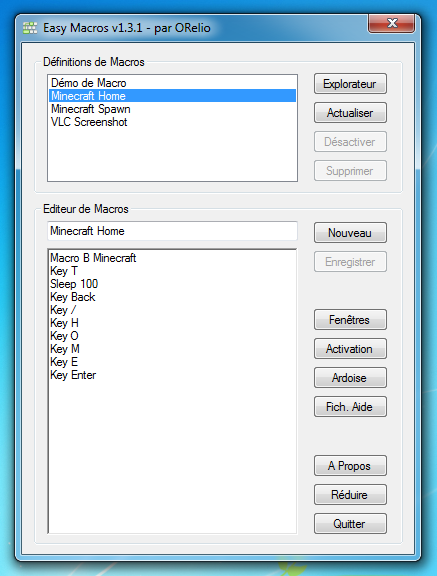 Easy Macros v1.3.1 - par ORelio
Définitions de Macros
Démo de Macro
Minecraft Home
Minecraft Spawn
VLC Screenshot
Explorateur
Actualiser
Désactiver
Supprimer
Editeur de Macros
Minecraft Home
Nouveau
Enregistrer
Macro B Minecraft
Key T
Sleep 100
Key Back
Key /
Key H
Key O
Key M
Key E
Key Enter
Fenêtres
Activation
Ardoise
Fich. Aide
A Propos
Réduire
Quitter